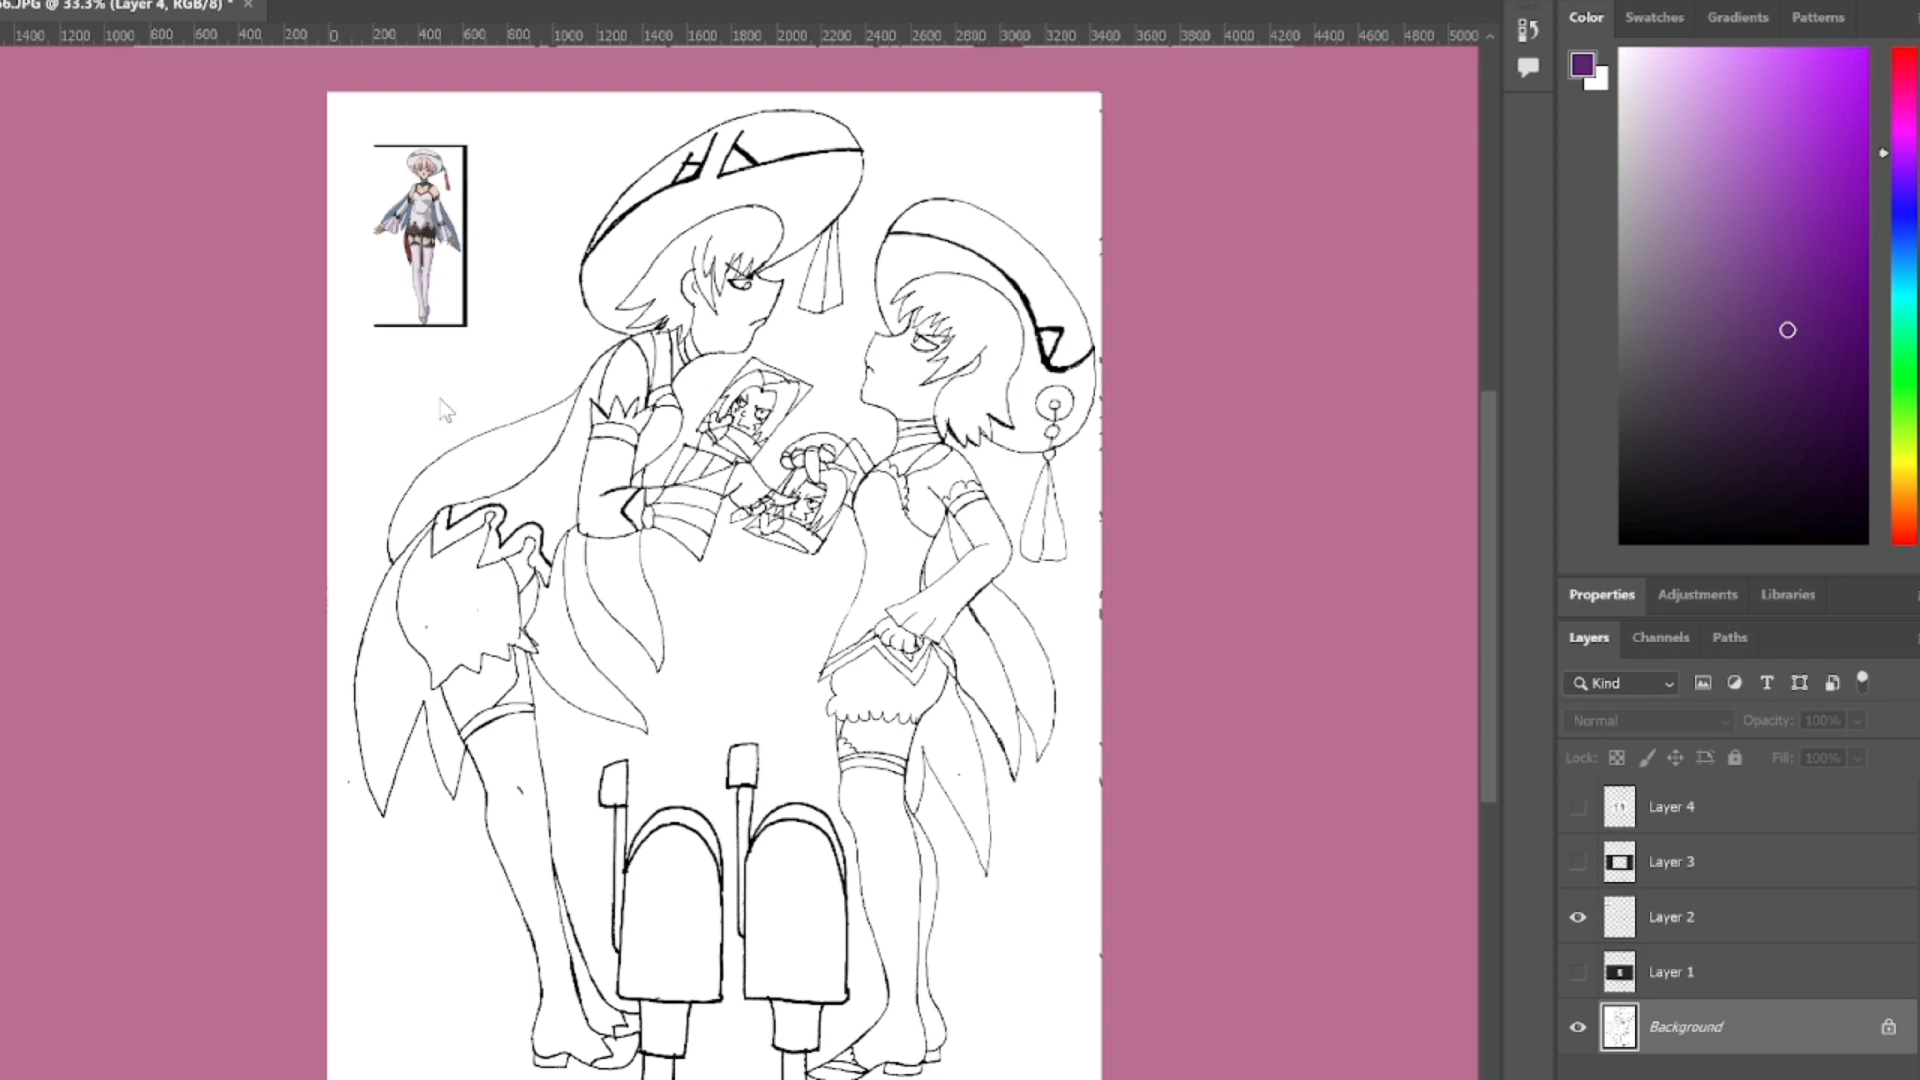 6.JPG @ 33.3% (Layer 4, RGB/8) * ×
1400 1200 1000 800 600 400 200 0 200 400 600 800 1000 1200 1400 1600 1800 2000 2200 2400 2600 2800 3000 3200 3400 3600 3800 4000 4200 4400 4600 4800 5000
Color Swatches Gradients Patterns
Properties Adjustments Libraries
Layers Channels Paths
Kind
Normal Opacity: 100%
Lock: Fill: 100%
Layer 4
Layer 3
Layer 2
Layer 1
Background